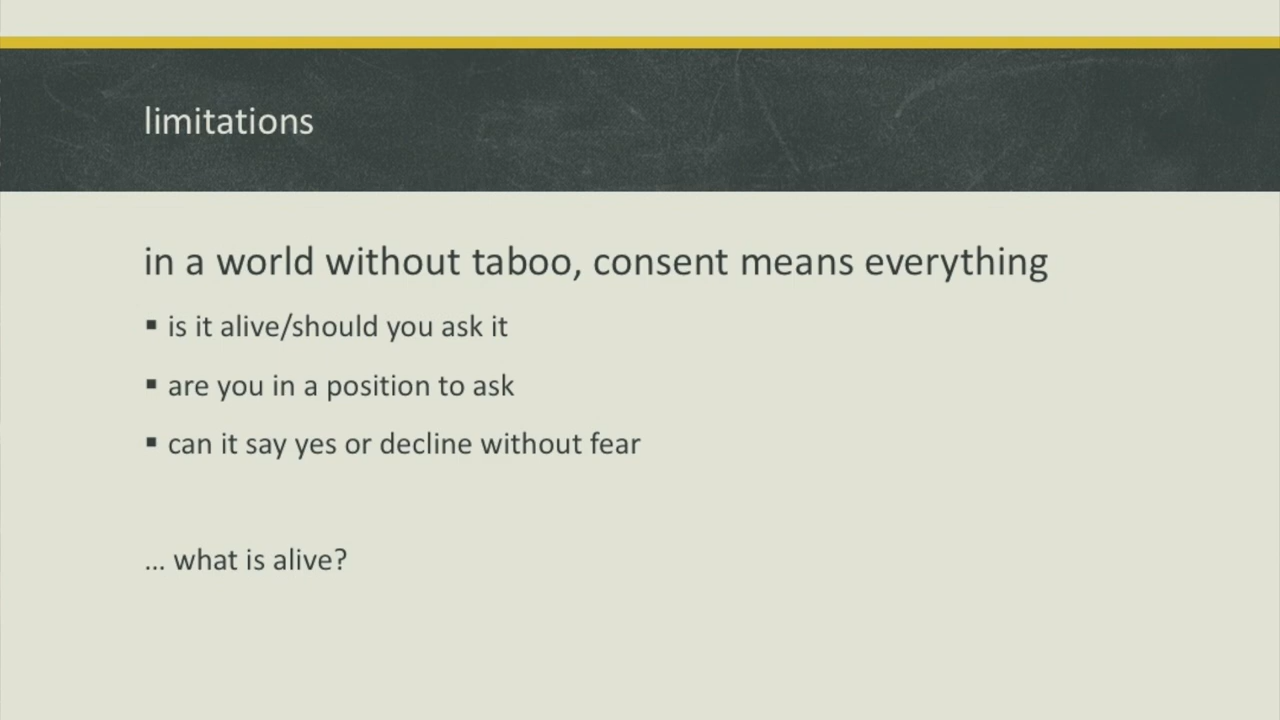 limitations
in a world without taboo, consent means everything
▪ is it alive/should you ask it
▪ are you in a position to ask
▪ can it say yes or decline without fear
... what is alive?